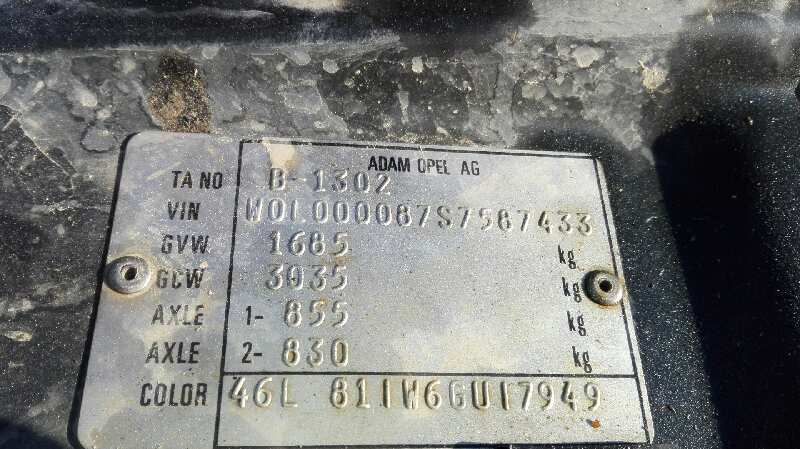 ADAM OPEL AG
TA NO B-1302
VIN W0L000087S7587433
GVW 1685 kg
GCW 3035 kg
AXLE 1- 855 kg
AXLE 2- 830 kg
COLOR 46L 811W6GU17949